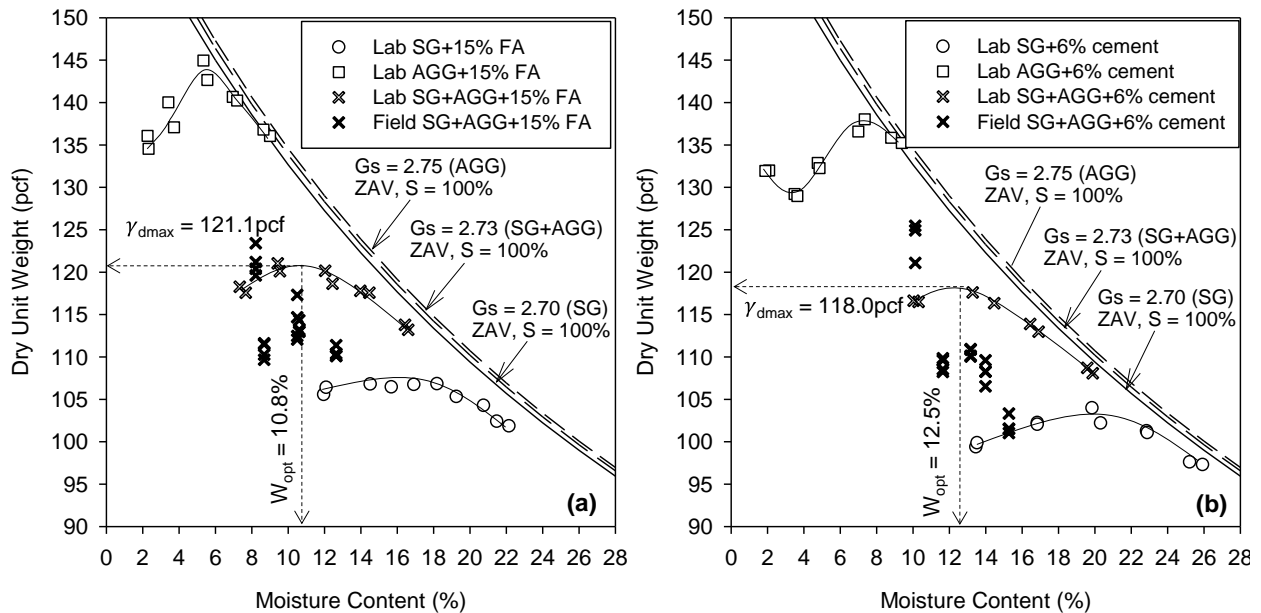 150
145
140
135
130
125
120
115
110
105
100
95
90
Dry Unit Weight (pcf)
Lab SG+15% FA
Lab AGG+15% FA
Lab SG+AGG+15% FA
Field SG+AGG+15% FA
Gs = 2.75 (AGG)
ZAV, S = 100%
γdmax = 121.1pcf
Gs = 2.73 (SG+AGG)
ZAV, S = 100%
Gs = 2.70 (SG)
ZAV, S = 100%
Wopt = 10.8%
(a)
0 2 4 6 8 10 12 14 16 18 20 22 24 26 28
Moisture Content (%)
150
145
140
135
130
125
120
115
110
105
100
95
90
Dry Unit Weight (pcf)
Lab SG+6% cement
Lab AGG+6% cement
Lab SG+AGG+6% cement
Field SG+AGG+6% cement
Gs = 2.75 (AGG)
ZAV, S = 100%
Gs = 2.73 (SG+AGG)
ZAV, S = 100%
γdmax = 118.0pcf
Gs = 2.70 (SG)
ZAV, S = 100%
Wopt = 12.5%
(b)
0 2 4 6 8 10 12 14 16 18 20 22 24 26 28
Moisture Content (%)